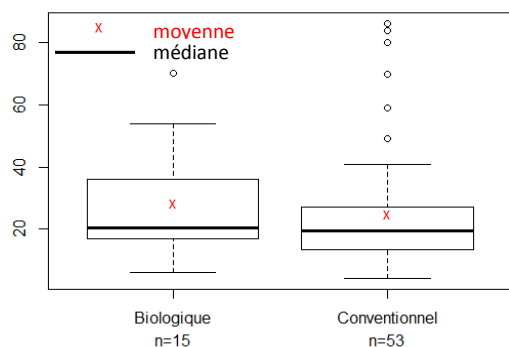 x moyenne
médiane
80
60
40
20
x
x
Biologique Conventionnel
n=15 n=53